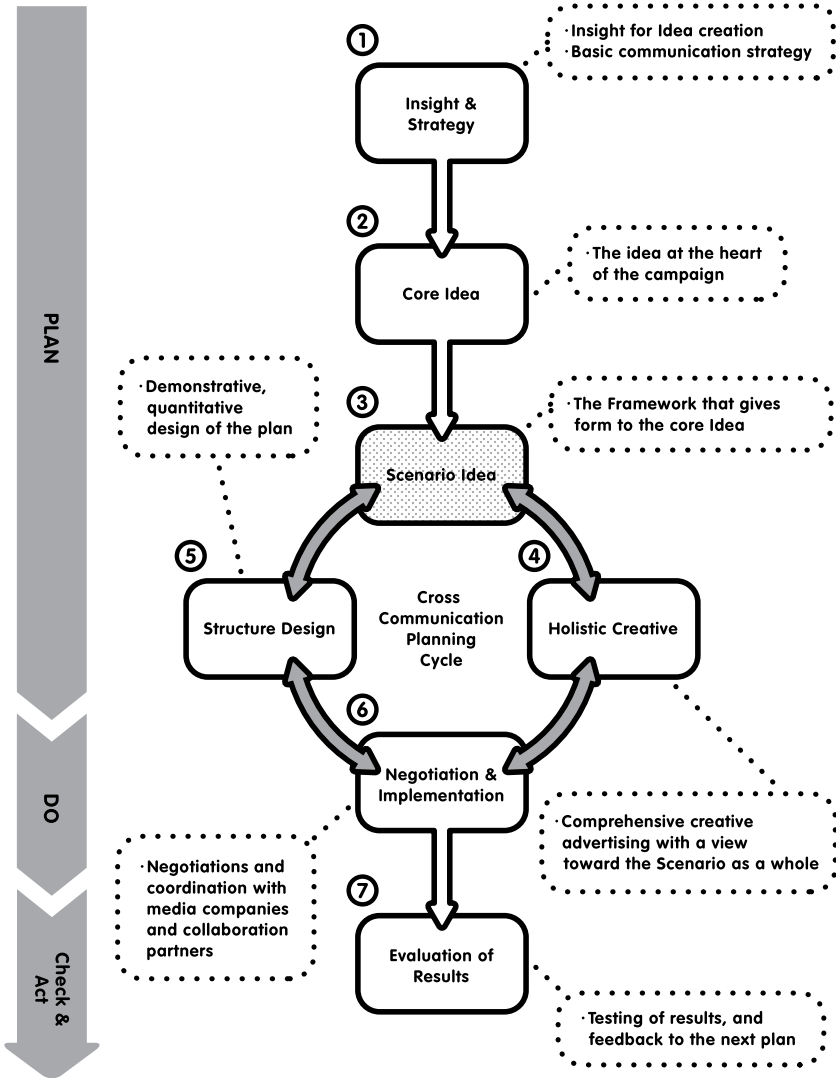 ①
·Insight for Idea creation
·Basic communication strategy
Insight &
Strategy
②
·The idea at the heart
of the campaign
Core Idea
PLAN
·Demonstrative,
quantitative
design of the plan
③
·The Framework that gives
form to the core Idea
Scenario Idea
⑤
④
Structure Design
Cross
Communication
Planning
Cycle
Holistic Creative
⑥
Negotiation &
Implementation
DO
·Comprehensive creative
advertising with a view
toward the Scenario as a whole
·Negotiations and
coordination with
media companies
and collaboration
partners
⑦
Evaluation of
Results
Check &
Act
·Testing of results, and
feedback to the next plan